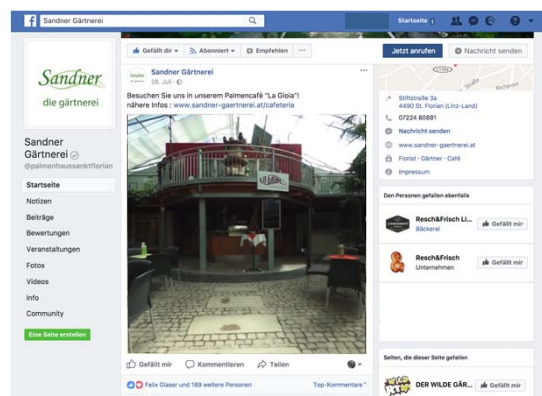 Sandner Gärtnerei
Startseite 1
Gefällt dir
Abonniert
Empfehlen
Jetzt anrufen
Nachricht senden
Sandner
die gärtnerei
Sandner
Gärtnerei
@palmenhaussanktflorian
Startseite
Notizen
Beiträge
Bewertungen
Veranstaltungen
Fotos
Videos
Info
Community
Eine Seite erstellen
Sandner Gärtnerei
28. Juli
Besuchen Sie uns in unserem Palmencafè "La Gioia"!
nähere Infos : www.sandner-gaertnerei.at/cafeteria
La Gioia
Gefällt mir
Kommentieren
Teilen
Felix Glaser und 189 weitere Personen
Top-Kommentare
Stiftstraße 3a
4490 St. Florian (Linz-Land)
07224 80881
Nachricht senden
www.sandner-gaertnerei.at
Florist · Gärtner · Café
Impressum
Den Personen gefallen ebenfalls
Resch&Frisch Li...
Bäckerei
Gefällt mir
Resch&Frisch
Unternehmen
Gefällt mir
Seiten, die dieser Seite gefallen
DER WILDE GÄR...
Gefällt mir